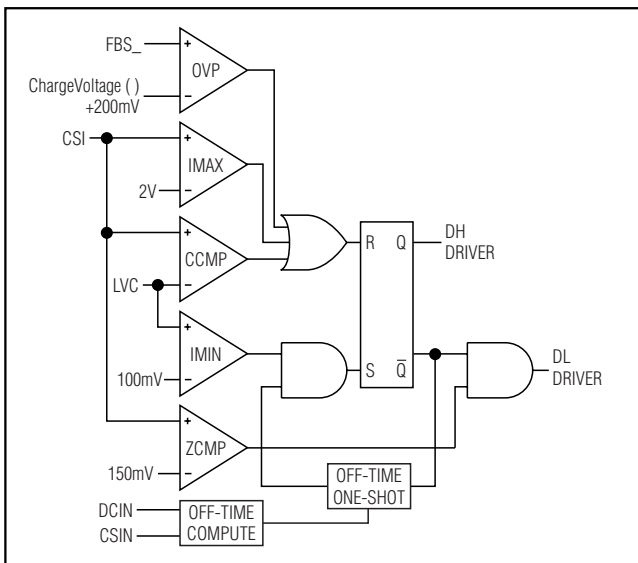 FBS_
+
OVP
ChargeVoltage ( )
+200mV
−
CSI
+
IMAX
2V
−
+
CCMP
R
Q
DH
DRIVER
LVC
−
+
IMIN
100mV
−
S
Q
DL
DRIVER
+
ZCMP
150mV
−
OFF-TIME
ONE-SHOT
DCIN
CSIN
OFF-TIME
COMPUTE